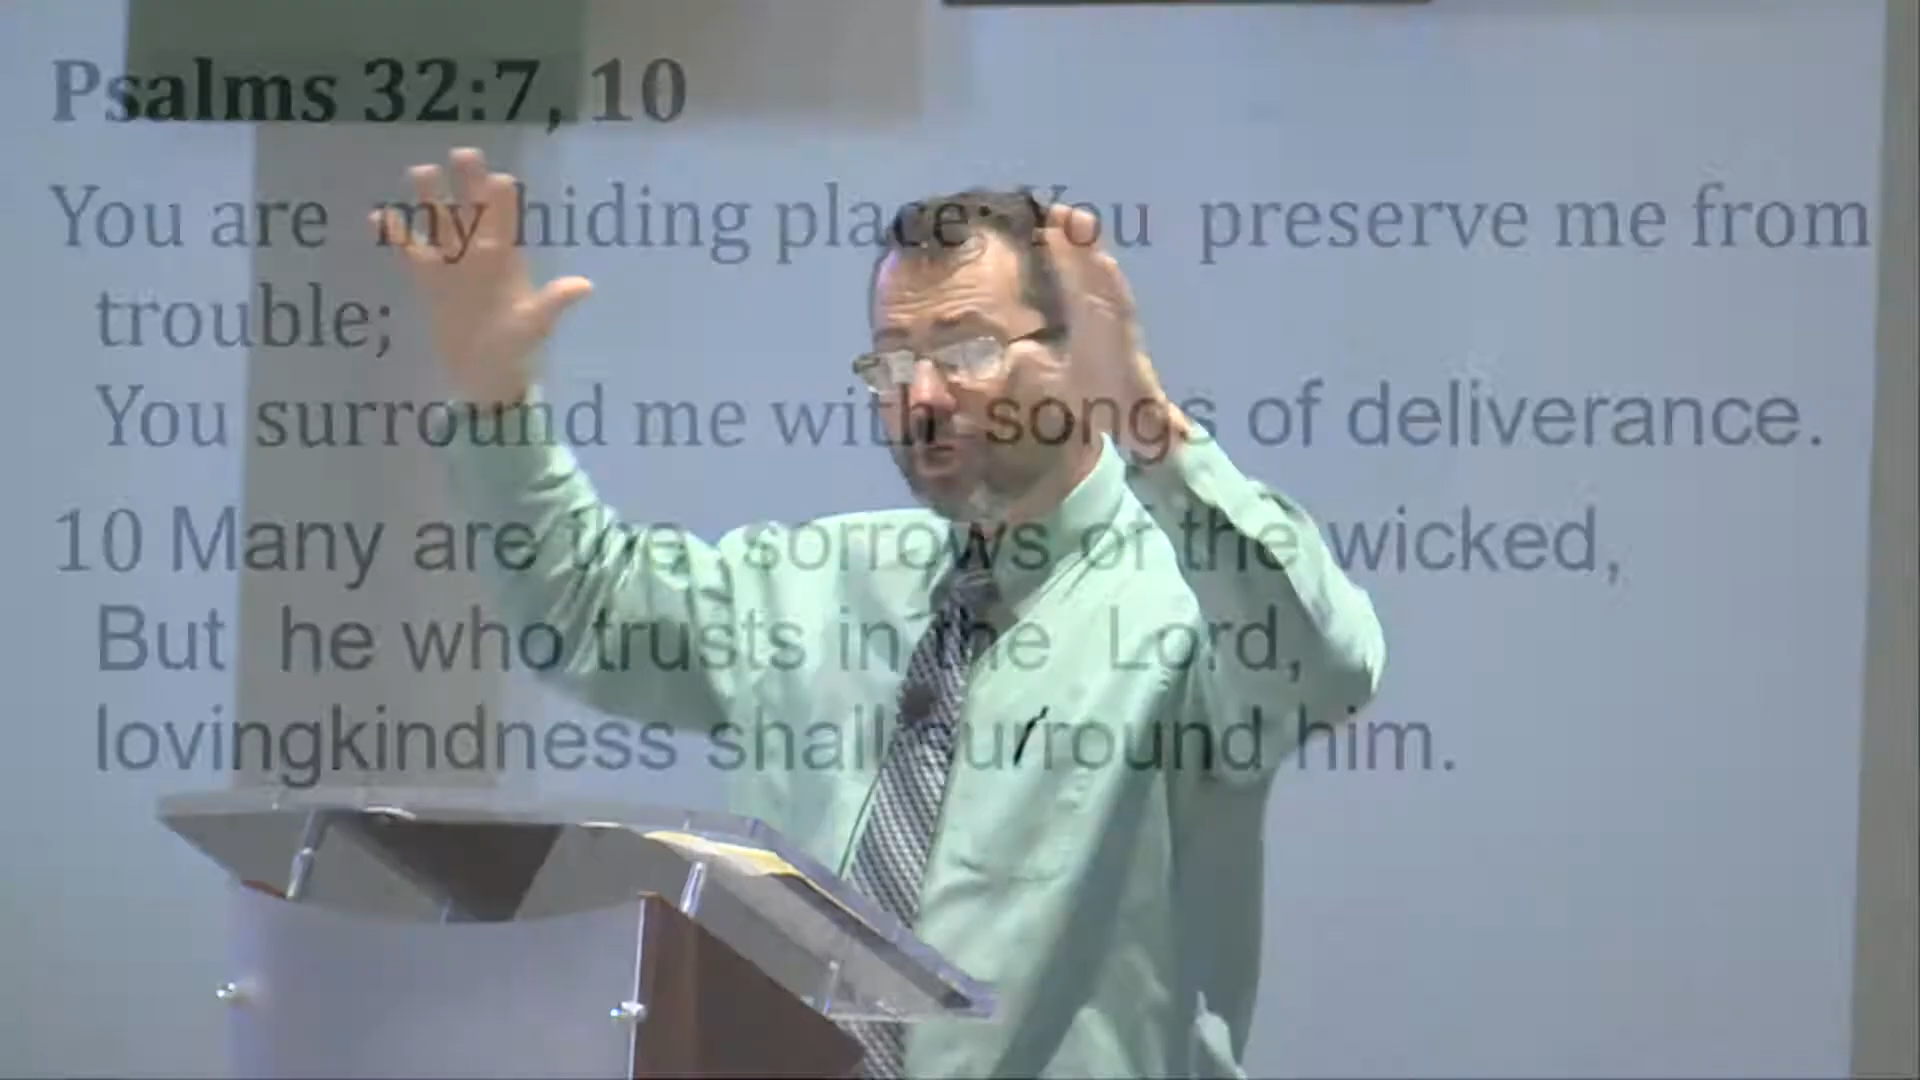 Psalms 32:7, 10
You are my hiding place; You preserve me from
trouble;
You surround me with songs of deliverance.
10 Many are the sorrows of the wicked,
But he who trusts in the Lord,
lovingkindness shall surround him.